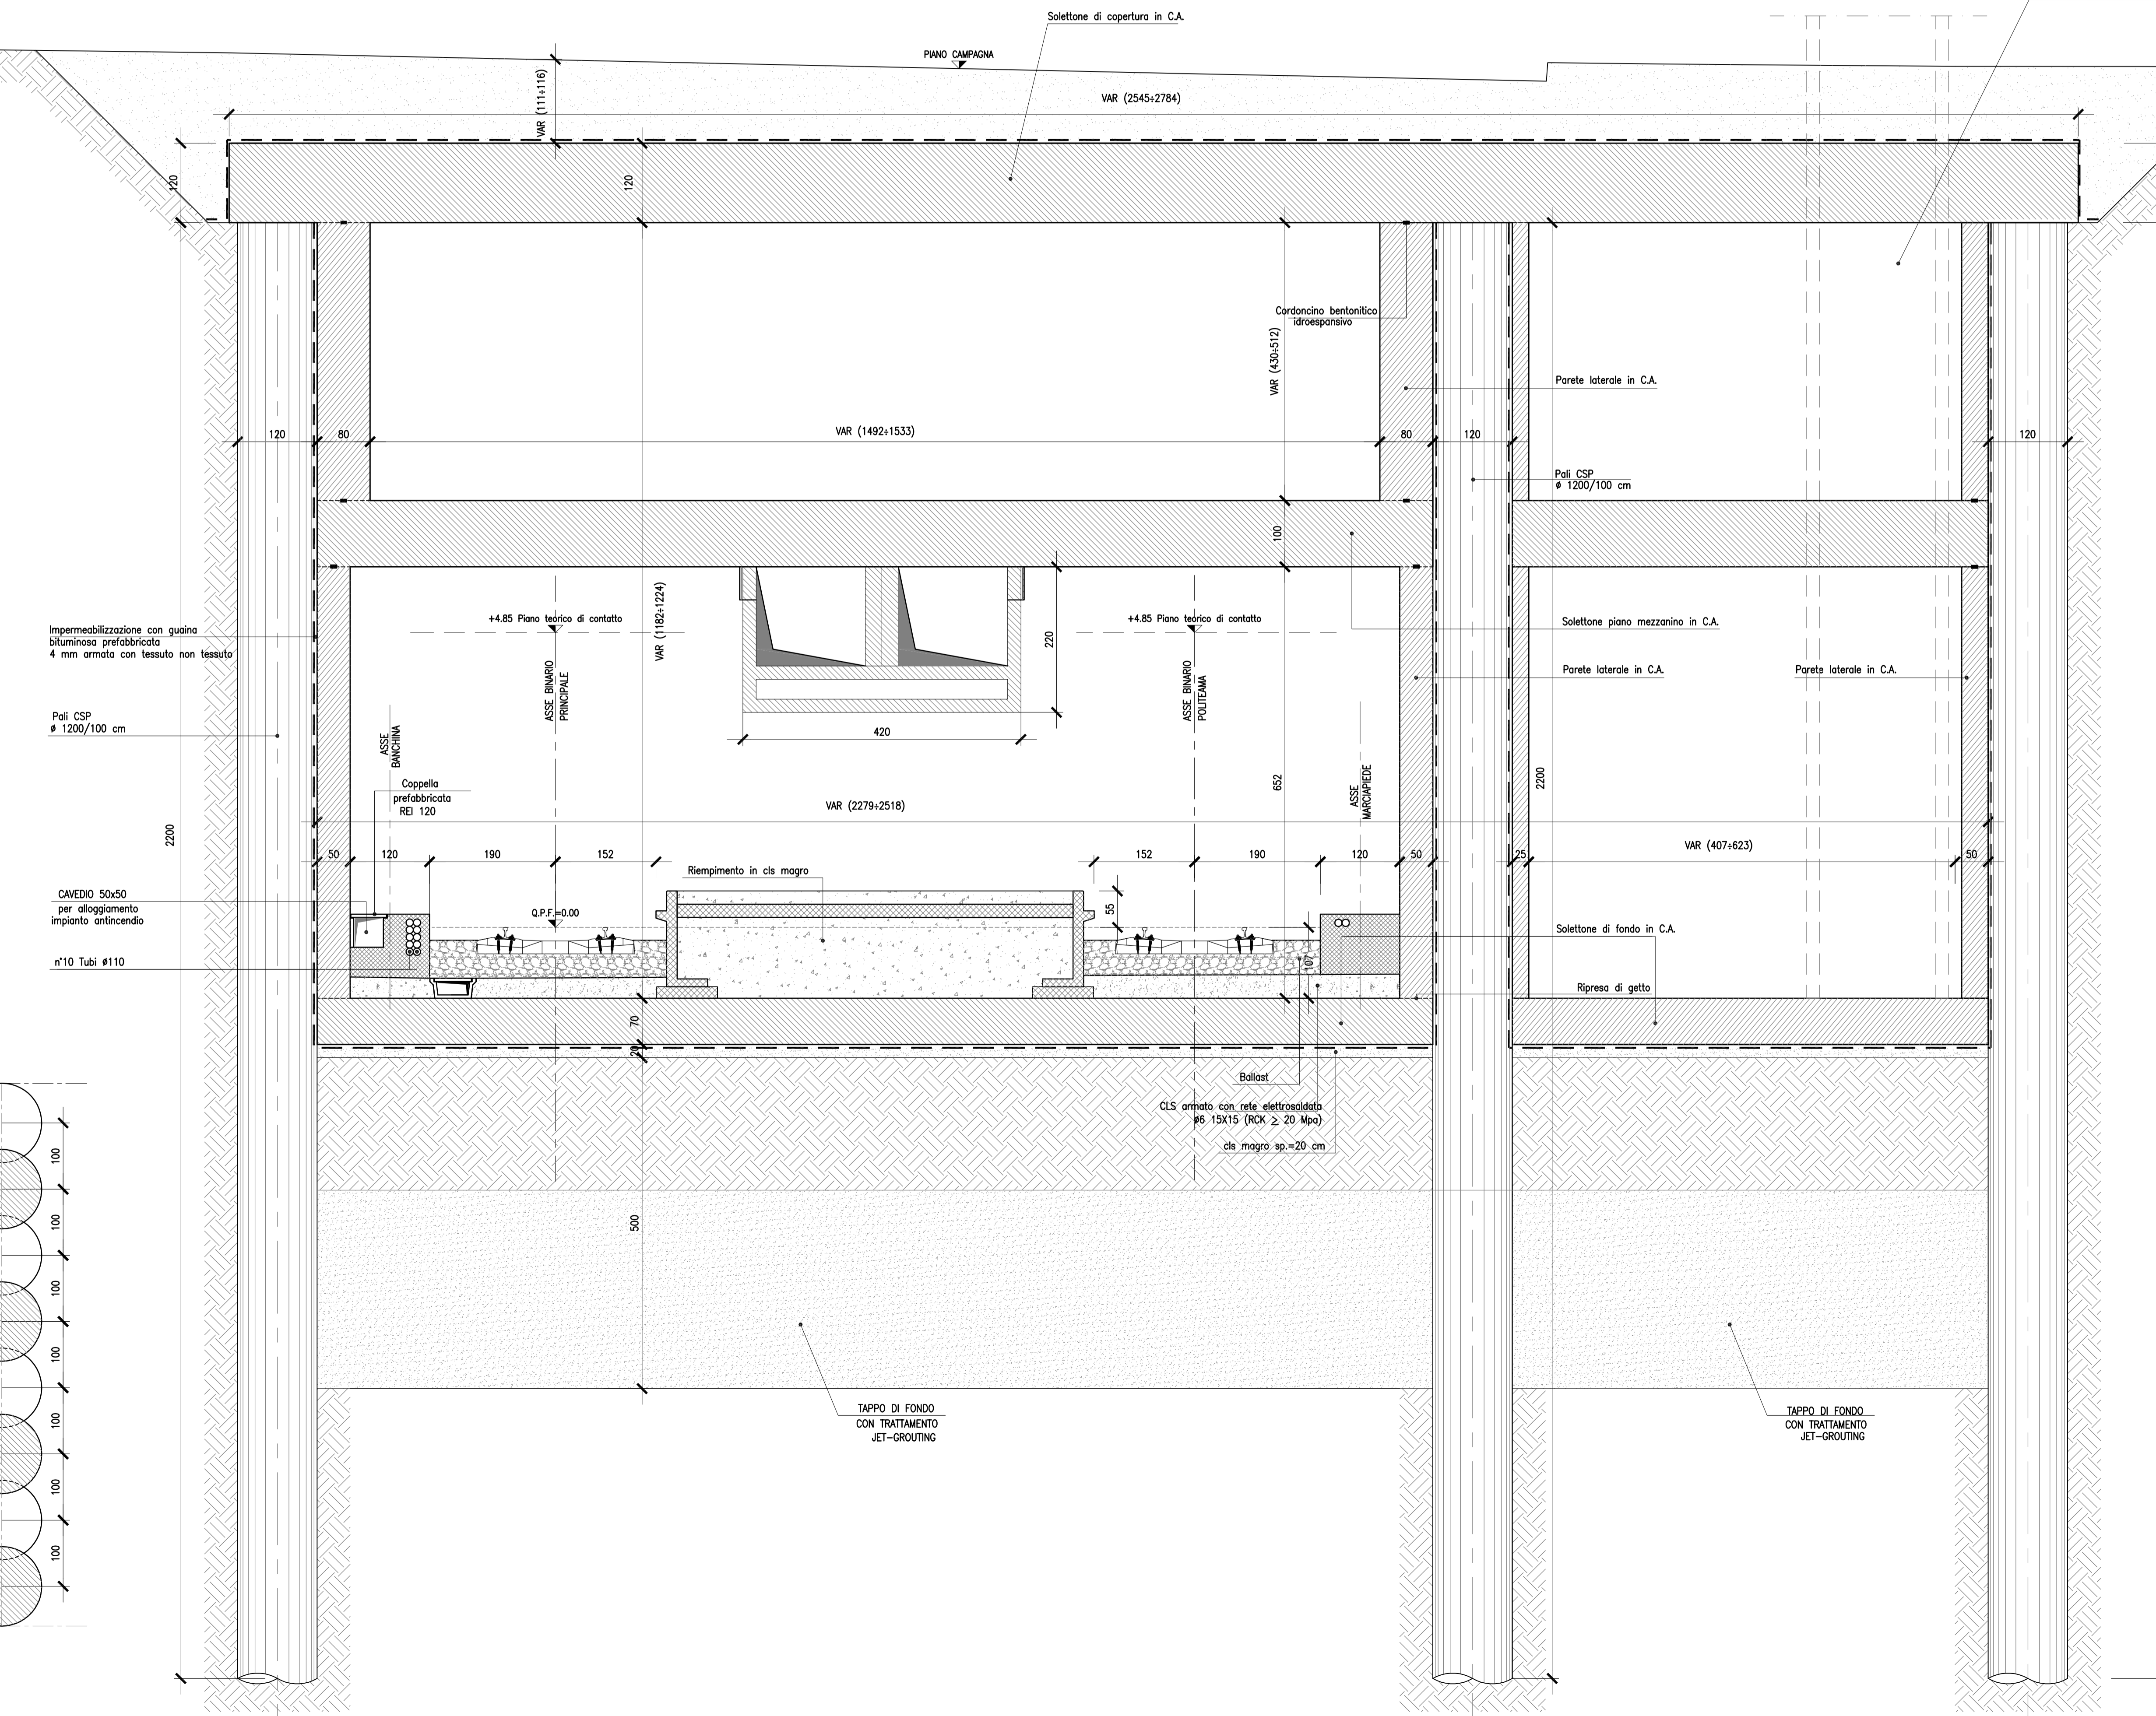 Solettone di copertura in C.A.
PIANO CAMPAGNA
VAR (111÷116)
VAR (2545÷2784)
120
120
Cordoncino bentonitico
idroespansivo
VAR (430÷512)
Parete laterale in C.A.
120
80
VAR (1492÷1533)
80
120
120
Pali CSP
ø 1200/100 cm
100
VAR (1182÷1224)
+4.85 Piano teorico di contatto
+4.85 Piano teorico di contatto
Solettone piano mezzanino in C.A.
Impermeabilizzazione con guaina
bituminosa prefabbricata
4 mm armata con tessuto non tessuto
220
ASSE BINARIO
PRINCIPALE
ASSE BINARIO
POLITEAMA
Parete laterale in C.A.
Parete laterale in C.A.
Pali CSP
ø 1200/100 cm
ASSE
BANCHINA
420
Coppella
prefabbricata
REI 120
652
ASSE
MARCIAPIEDE
2200
2200
VAR (2279÷2518)
VAR (407÷623)
50
120
190
152
152
190
120
50
25
50
Riempimento in cls magro
CAVEDIO 50x50
per alloggiamento
impianto antincendio
Q.P.F.=0.00
55
Solettone di fondo in C.A.
n°10 Tubi ø110
107
Ripresa di getto
70
20
Ballast
CLS armato con rete elettrosaldata
ø6 15X15 (RCK ≥ 20 Mpa)
cls magro sp.=20 cm
100
100
100
100
100
100
100
500
TAPPO DI FONDO
CON TRATTAMENTO
JET-GROUTING
TAPPO DI FONDO
CON TRATTAMENTO
JET-GROUTING